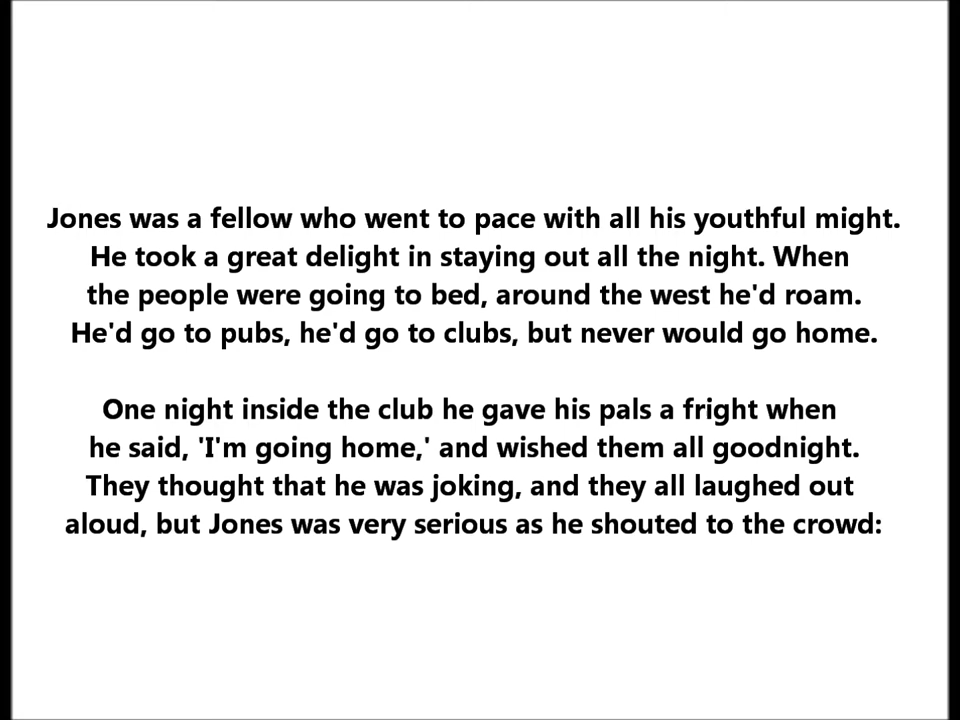 Jones was a fellow who went to pace with all his youthful might.
He took a great delight in staying out all the night. When
the people were going to bed, around the west he'd roam.
He'd go to pubs, he'd go to clubs, but never would go home.
One night inside the club he gave his pals a fright when
he said, 'I'm going home,' and wished them all goodnight.
They thought that he was joking, and they all laughed out
aloud, but Jones was very serious as he shouted to the crowd: